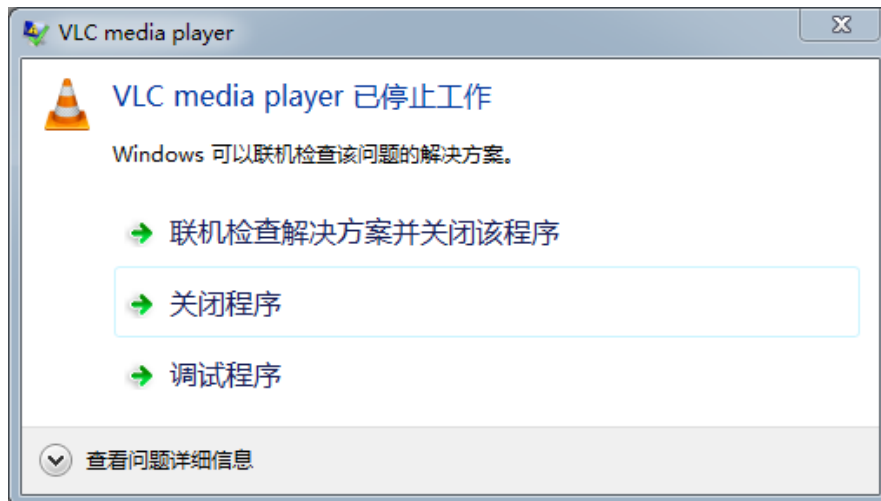 VLC media player
VLC media player 已停止工作
Windows 可以联机检查该问题的解决方案。
联机检查解决方案并关闭该程序
关闭程序
调试程序
查看问题详细信息